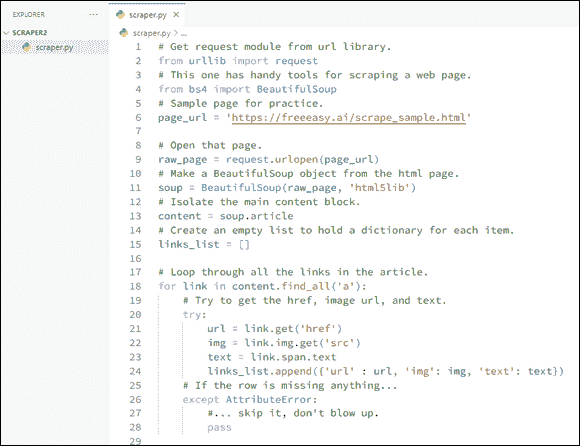 EXPLORER ...
SCRAPER2
scraper.py
scraper.py ×
scraper.py > ...
1 # Get request module from url library.
2 from urllib import request
3 # This one has handy tools for scraping a web page.
4 from bs4 import BeautifulSoup
5 # Sample page for practice.
6 page_url = 'https://freeeasy.ai/scrape_sample.html'
7
8 # Open that page.
9 raw_page = request.urlopen(page_url)
10 # Make a BeautifulSoup object from the html page.
11 soup = BeautifulSoup(raw_page, 'html5lib')
12 # Isolate the main content block.
13 content = soup.article
14 # Create an empty list to hold a dictionary for each item.
15 links_list = []
16
17 # Loop through all the links in the article.
18 for link in content.find_all('a'):
19     # Try to get the href, image url, and text.
20     try:
21         url = link.get('href')
22         img = link.img.get('src')
23         text = link.span.text
24         links_list.append({'url' : url, 'img': img, 'text': text})
25     # If the row is missing anything...
26     except AttributeError:
27         #... skip it, don't blow up.
28         pass
29